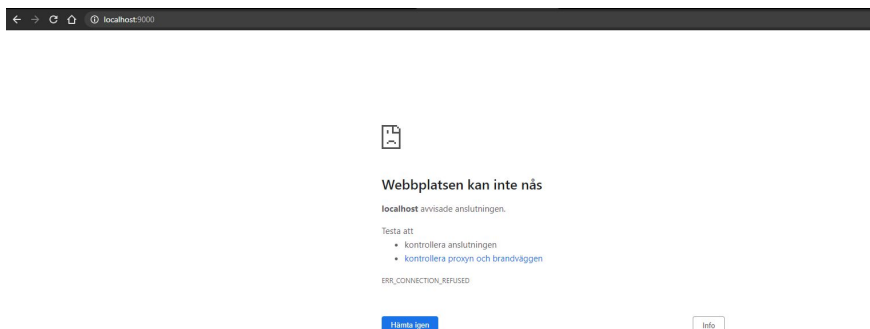 localhost:9000
Webbplatsen kan inte nås
localhost avvisade anslutningen.
Testa att
kontrollera anslutningen
kontrollera proxyn och brandväggen
ERR_CONNECTION_REFUSED
Hämta igen
Info